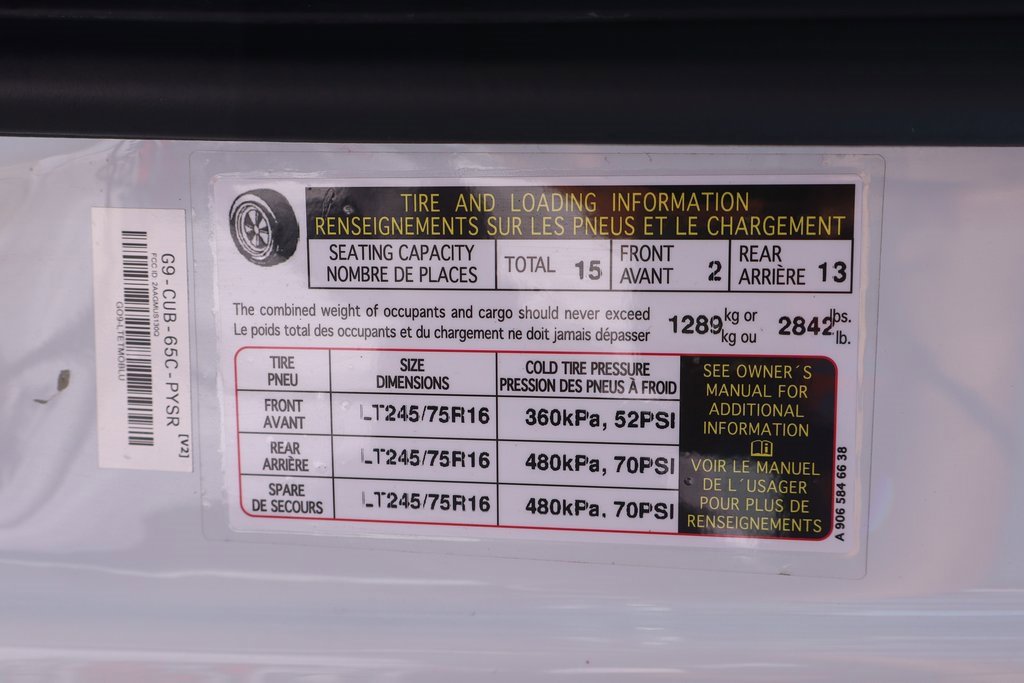 TIRE AND LOADING INFORMATION
RENSEIGNEMENTS SUR LES PNEUS ET LE CHARGEMENT
SEATING CAPACITY
NOMBRE DE PLACES
TOTAL 15
FRONT
AVANT 2
REAR
ARRIÈRE 13
The combined weight of occupants and cargo should never exceed
Le poids total des occupants et du chargement ne doit jamais dépasser
1289 kg or
kg ou
2842 lbs.
lb.
TIRE
PNEU
SIZE
DIMENSIONS
COLD TIRE PRESSURE
PRESSION DES PNEUS À FROID
FRONT
AVANT
LT245/75R16
360kPa, 52PSI
REAR
ARRIÈRE
LT245/75R16
480kPa, 70PSI
SPARE
DE SECOURS
LT245/75R16
480kPa, 70PSI
SEE OWNER´S
MANUAL FOR
ADDITIONAL
INFORMATION
VOIR LE MANUEL
DE L´USAGER
POUR PLUS DE
RENSEIGNEMENTS
A 906 584 66 38
G9-CUB-65C-PYSR [V2]
FCC ID:
GO9-LTETMOBLU